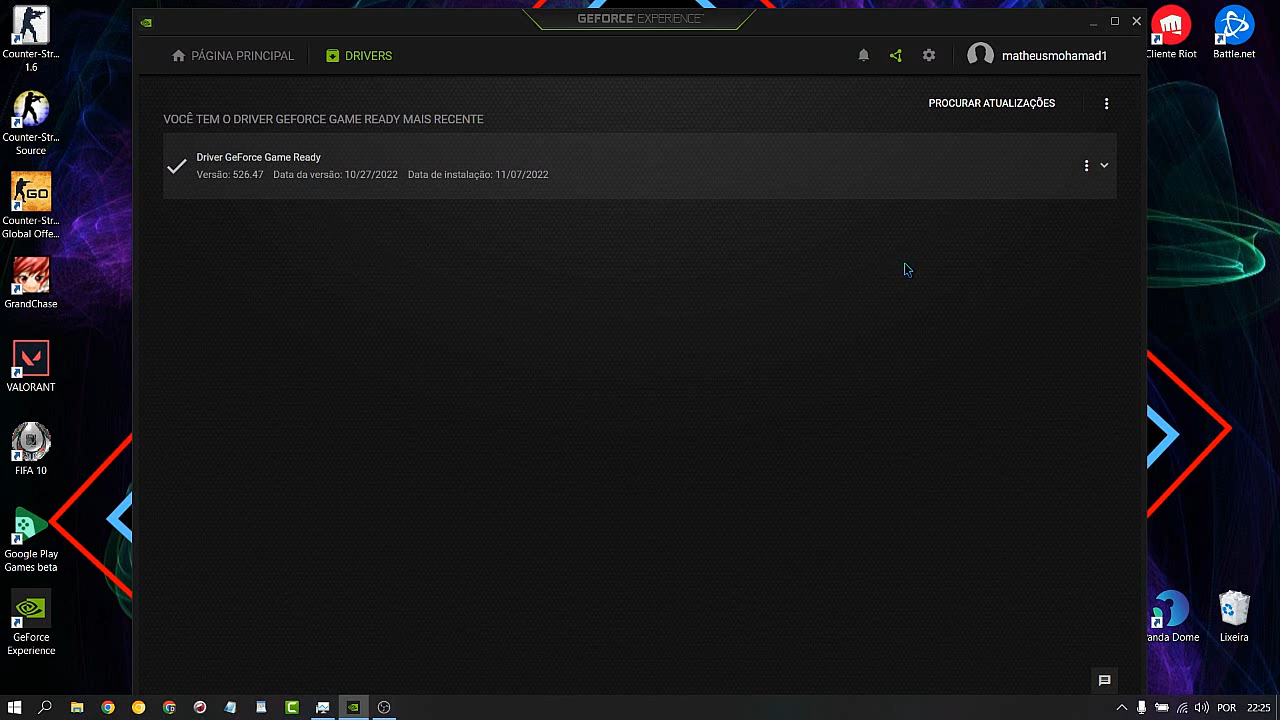 GEFORCE EXPERIENCE
PÁGINA PRINCIPAL
DRIVERS
matheusmohamad1
PROCURAR ATUALIZAÇÕES
VOCÊ TEM O DRIVER GEFORCE GAME READY MAIS RECENTE
Driver GeForce Game Ready
Versão: 526.47 Data da versão: 10/27/2022 Data de instalação: 11/07/2022
Counter-Str...
1.6
Counter-Str...
Source
GO
Counter-Str...
Global Offe...
GrandChase
VALORANT
FIFA 10
Google Play
Games beta
GeForce
Experience
Cliente Riot
Battle.net
anda Dome
Lixeira
POR
22:25